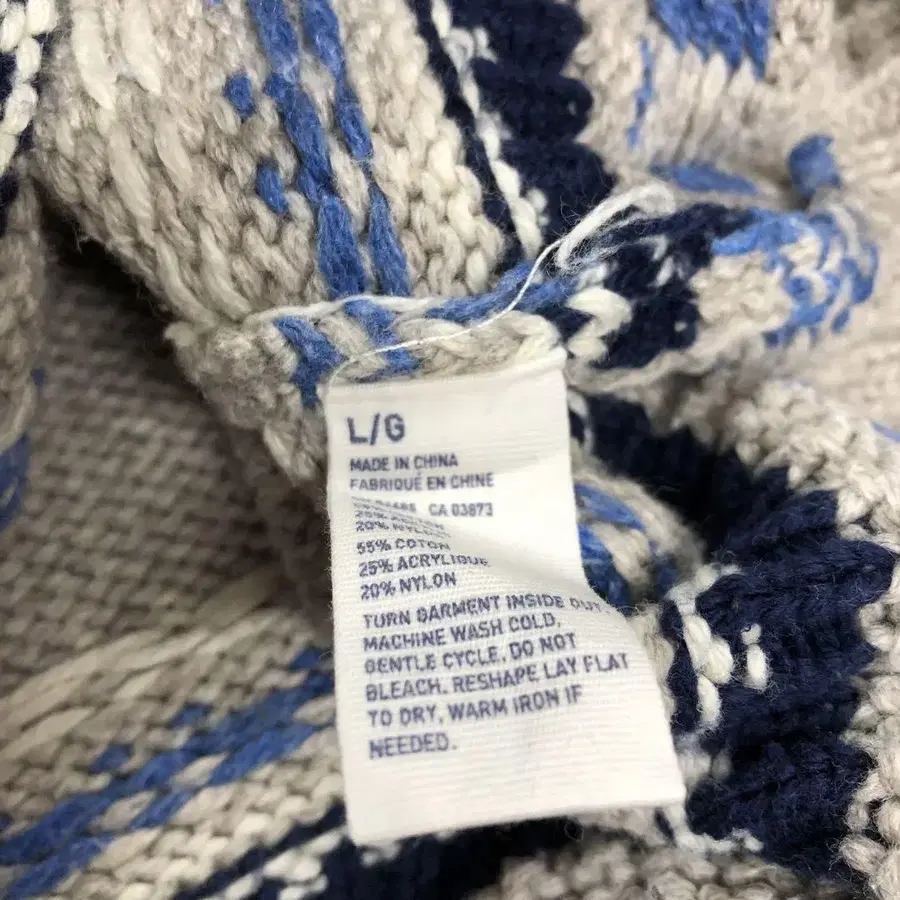 L/G
MADE IN CHINA
FABRIQUÉ EN CHINE
CA 03873
20%
55% COTON
25% ACRYLIQUE
20% NYLON
TURN GARMENT INSIDE OUT.
MACHINE WASH COLD,
GENTLE CYCLE, DO NOT
BLEACH. RESHAPE LAY FLAT
TO DRY, WARM IRON IF
NEEDED.